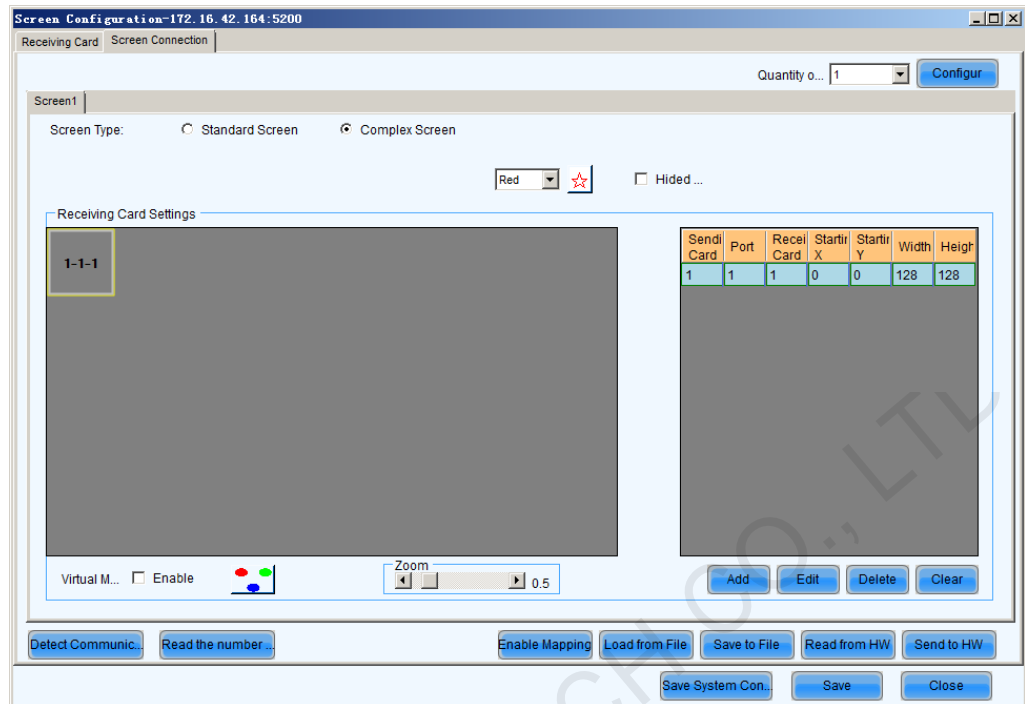 Screen Configuration-172.16.42.164:5200
Receiving Card Screen Connection
Quantity o... 1 Configur
Screen1
Screen Type: Standard Screen Complex Screen
Red Hided ...
Receiving Card Settings
1-1-1
Sendi Card Port Recei Card Startir X Startir Y Width Heigh
1 1 1 0 0 128 128
Virtual M... Enable Zoom 0.5 Add Edit Delete Clear
Detect Communic... Read the number ... Enable Mapping Load from File Save to File Read from HW Send to HW
Save System Con... Save Close
CH CO., LTD